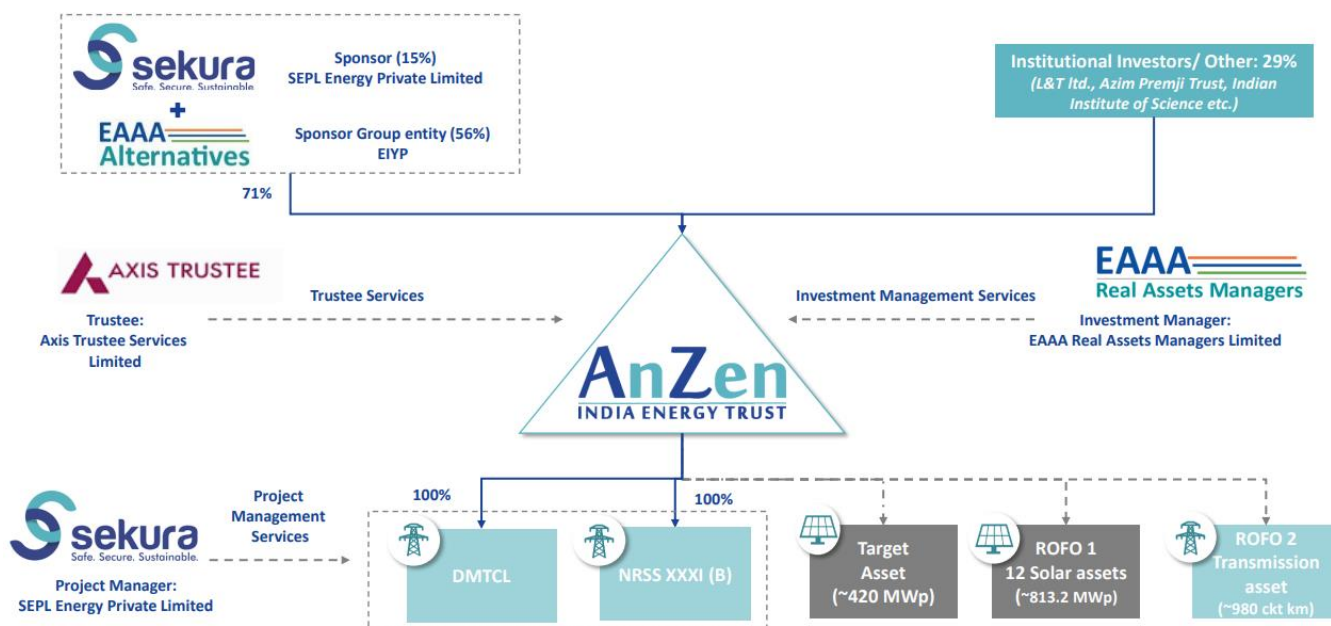 sekura
Safe. Secure. Sustainable
+
EAAA
Alternatives
Sponsor (15%)
SEPL Energy Private Limited
Sponsor Group entity (56%)
EIYP
Institutional Investors/ Other: 29%
(L&T ltd., Azim Premji Trust, Indian
Institute of Science etc.)
71%
AXIS TRUSTEE
Trustee:
Axis Trustee Services
Limited
Trustee Services
Investment Management Services
EAAA
Real Assets Managers
Investment Manager:
EAAA Real Assets Managers Limited
AnZen
INDIA ENERGY TRUST
sekura
Safe. Secure. Sustainable.
Project Manager:
SEPL Energy Private Limited
Project
Management
Services
100%
100%
DMTCL
NRSS XXXI (B)
Target
Asset
(~420 MWp)
ROFO 1
12 Solar assets
(~813.2 MWp)
ROFO 2
Transmission
asset
(~980 ckt km)